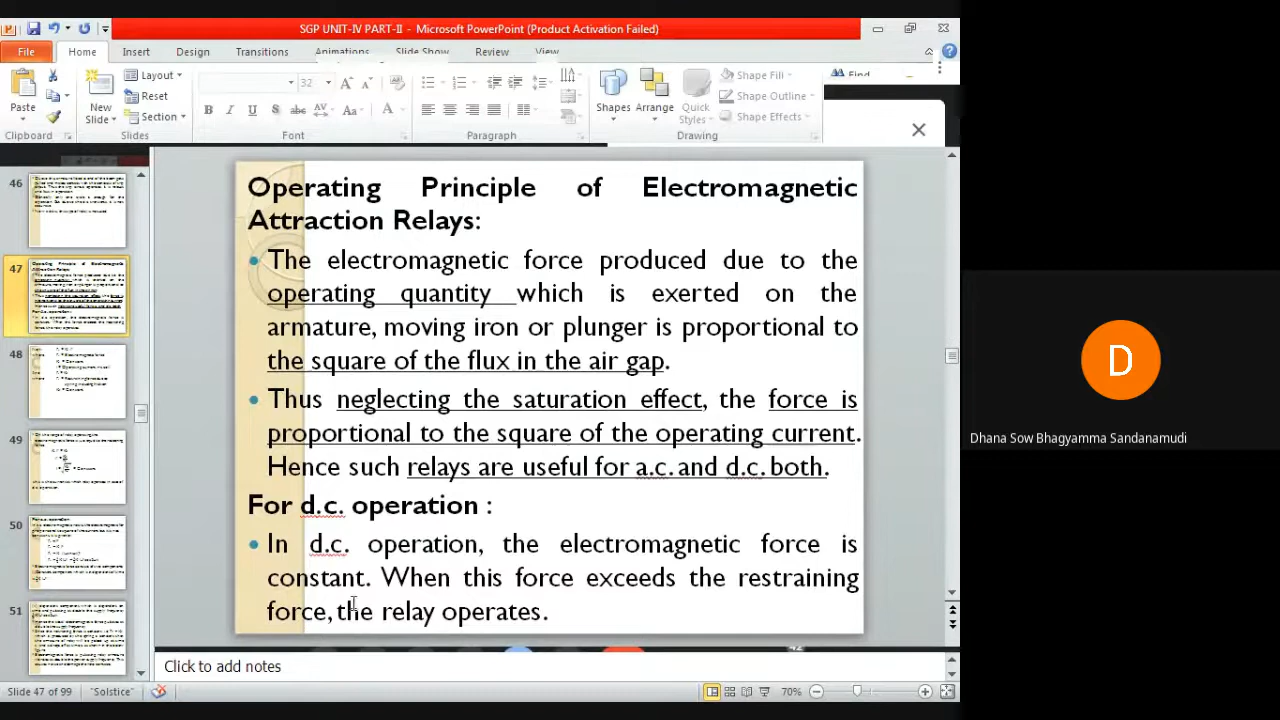 SGP UNIT-IV PART-II - Microsoft PowerPoint (Product Activation Failed)
File Home Insert Design Transitions Animations Slide Show Review View
Paste New Slide Layout Reset Section 32 Shapes Arrange Quick Styles Shape Fill Shape Outline Shape Effects Find
B I U S abc AV Aa A
Clipboard Slides Font Paragraph Drawing
46
47
48
49
50
51
Operating Principle of Electromagnetic
Attraction Relays:
The electromagnetic force produced due to the
operating quantity which is exerted on the
armature, moving iron or plunger is proportional to
the square of the flux in the air gap.
Thus neglecting the saturation effect, the force is
proportional to the square of the operating current.
Hence such relays are useful for a.c. and d.c. both.
For d.c. operation :
In d.c. operation, the electromagnetic force is
constant. When this force exceeds the restraining
force, the relay operates.
Click to add notes
Slide 47 of 99 "Solstice" 70%
D
Dhana Sow Bhagyamma Sandanamudi